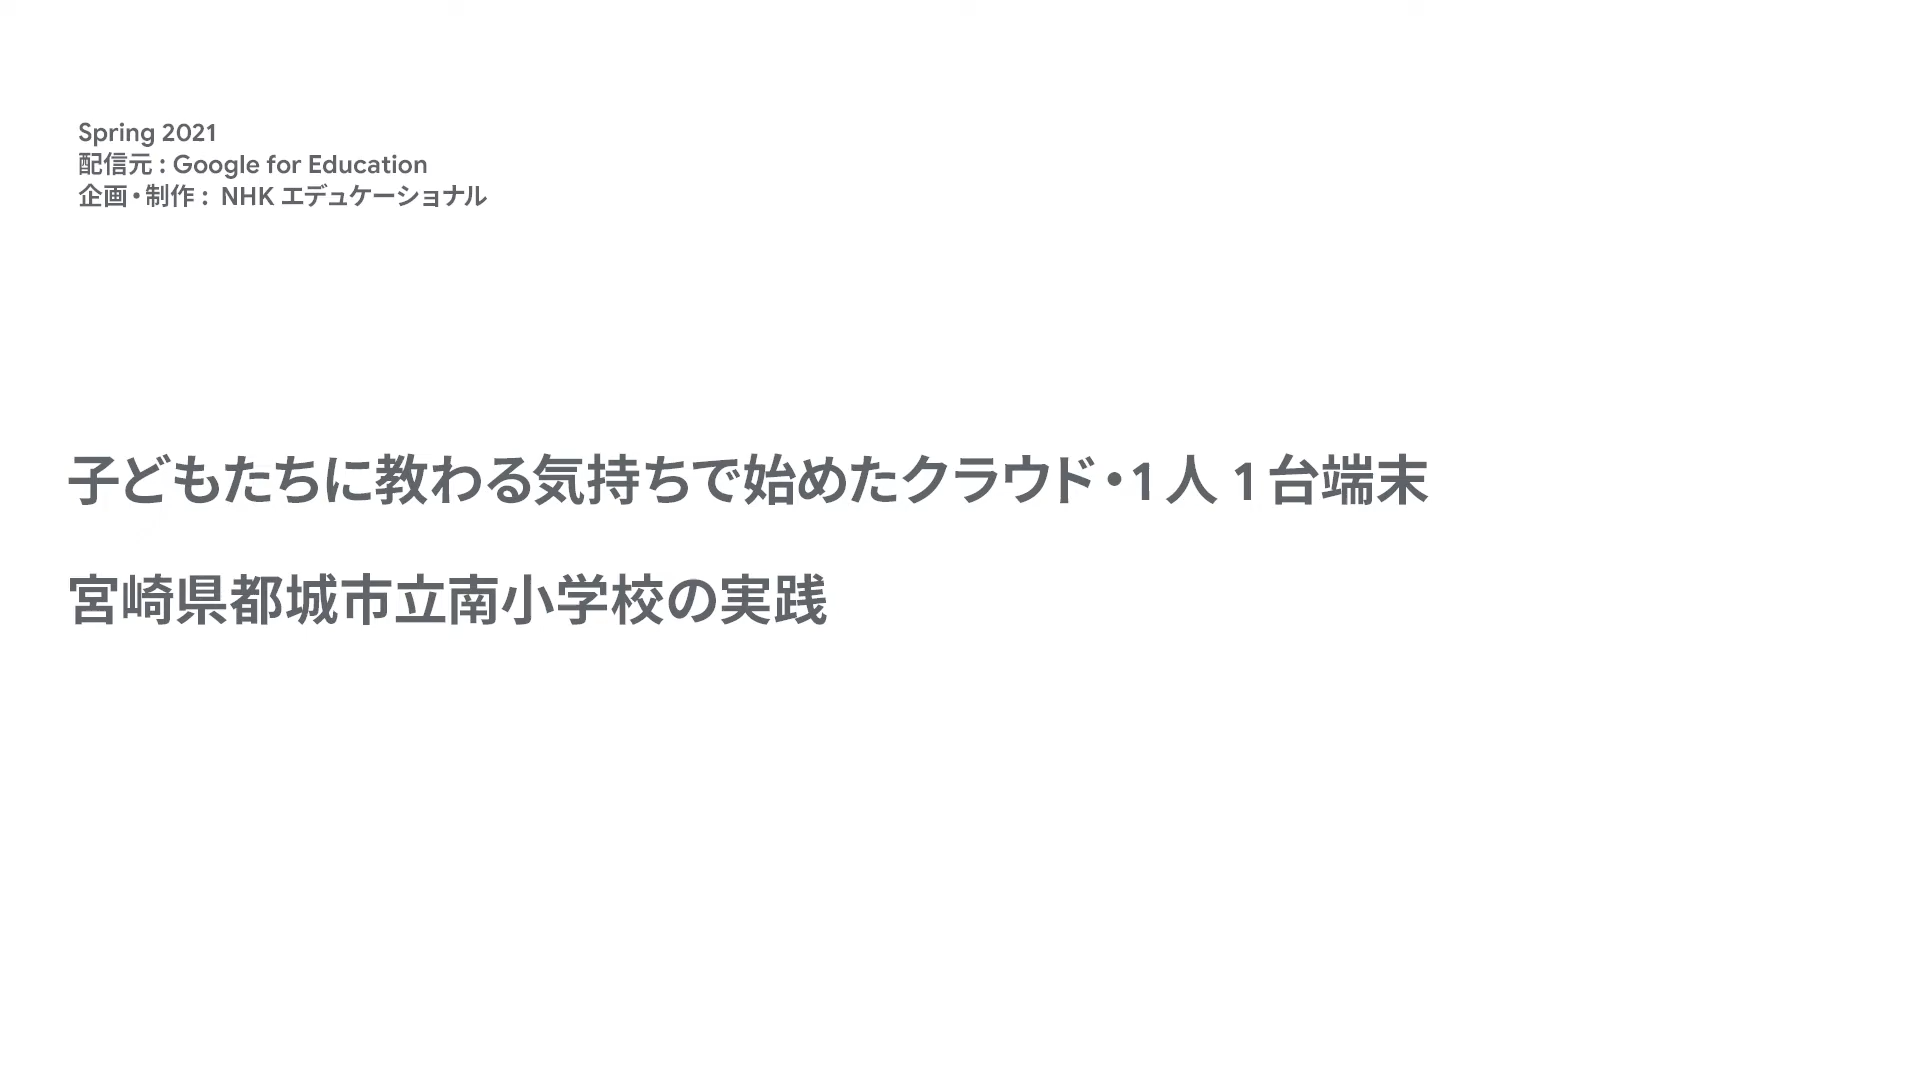 Spring 2021
配信元 : Google for Education
企画・制作 : NHK エデュケーショナル
子どもたちに教わる気持ちで始めたクラウド・1 人 1 台端末
宮崎県都城市立南小学校の実践